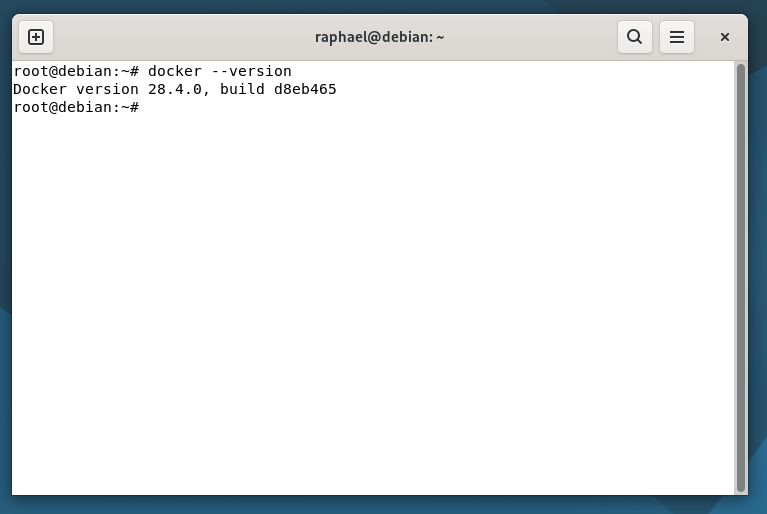 raphael@debian: ~
root@debian:~# docker --version
Docker version 28.4.0, build d8eb465
root@debian:~#